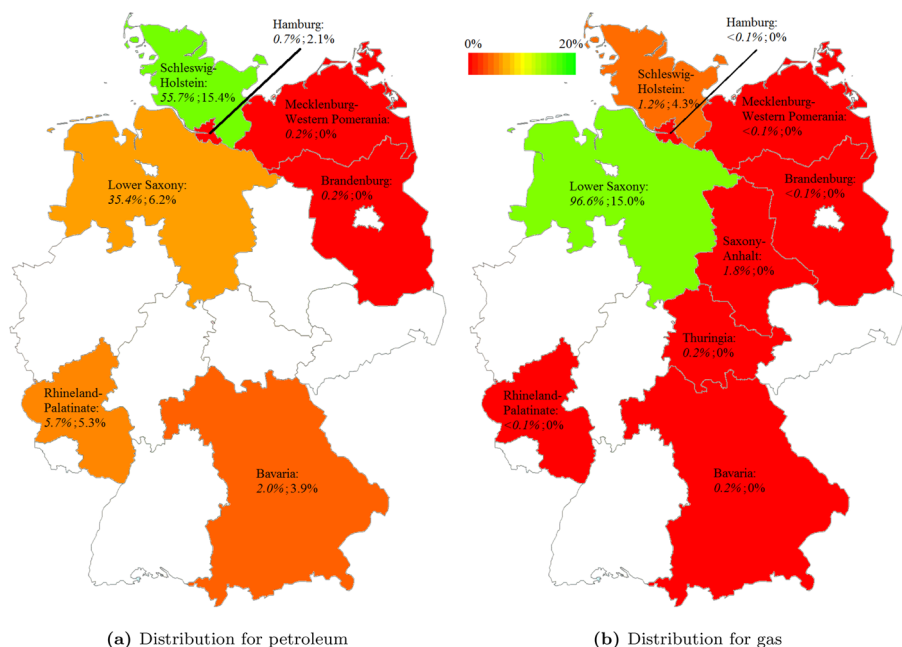 Hamburg:
0.7%; 2.1%
Schleswig-
Holstein:
55.7%; 15.4%
Mecklenburg-
Western Pomerania:
0.2%; 0%
Lower Saxony:
35.4%; 6.2%
Brandenburg:
0.2%; 0%
Rhineland-
Palatinate:
5.7%; 5.3%
Bavaria:
2.0%; 3.9%
(a) Distribution for petroleum
0% 20%
Hamburg:
<0.1%; 0%
Schleswig-
Holstein:
1.2%; 4.3%
Mecklenburg-
Western Pomerania:
<0.1%; 0%
Lower Saxony:
96.6%; 15.0%
Brandenburg:
<0.1%; 0%
Saxony-
Anhalt:
1.8%; 0%
Thuringia:
0.2%; 0%
Rhineland-
Palatinate:
<0.1%; 0%
Bavaria:
0.2%; 0%
(b) Distribution for gas